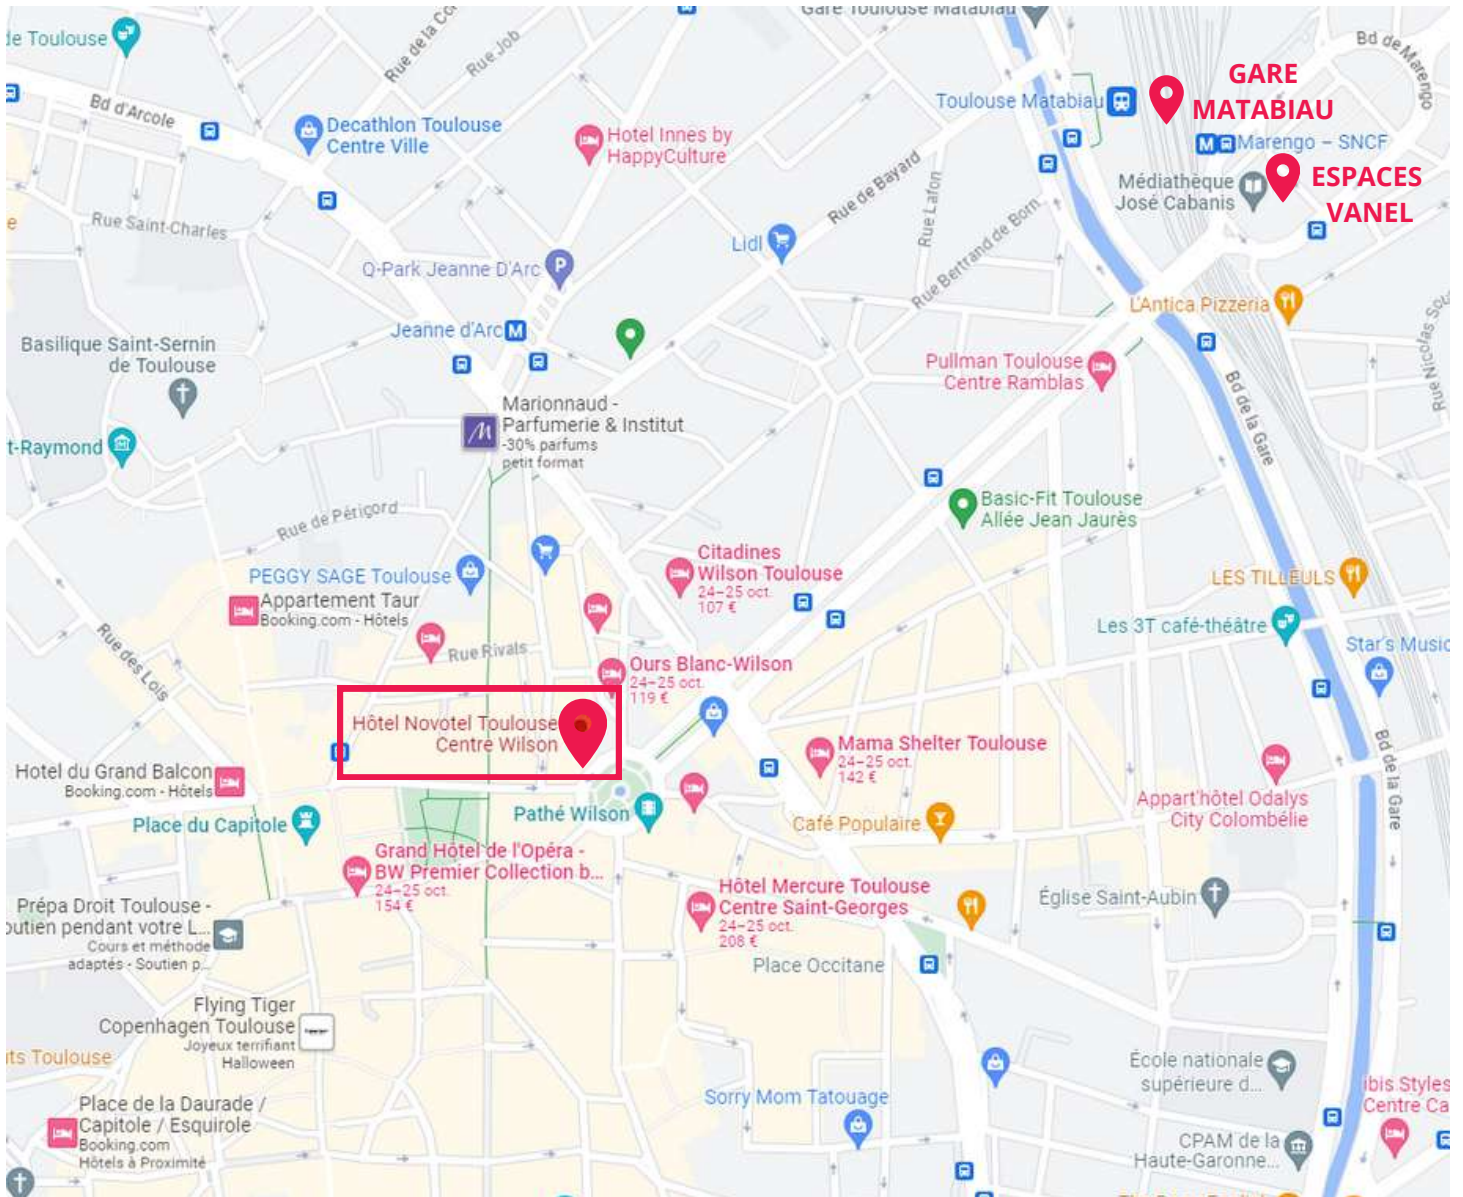 Gare Toulouse Matabiau
de Toulouse
Rue de la Co
Rue Job
Bd de Marengo
GARE
MATABIAU
Toulouse Matabiau
Bd d'Arcole
Decathlon Toulouse
Centre Ville
Hotel Innes by
HappyCulture
M
Marengo – SNCF
Rue de Bayard
Médiathèque
José Cabanis
ESPACES
VANEL
Rue Lafon
Rue Saint-Charles
Rue Bertrand de Born
Lidl
Q-Park Jeanne D'Arc
P
L'Antica Pizzeria
Jeanne d'Arc
M
Basilique Saint-Sernin
de Toulouse
Rue Nicolas Sou
Pullman Toulouse
Centre Ramblas
Bd de la Gare
Marionnaud -
Parfumerie & Institut
-30% parfums
petit format
t-Raymond
Basic-Fit Toulouse
Allée Jean Jaurès
Rue de Périgord
Citadines
Wilson Toulouse
24–25 oct.
107 €
PEGGY SAGE Toulouse
LES TILLEULS
Appartement Taur
Booking.com - Hôtels
Les 3T café-théâtre
Rue des Lois
Rue Rivals
Star's Music
Ours Blanc-Wilson
24–25 oct.
119 €
Hôtel Novotel Toulouse
Centre Wilson
Mama Shelter Toulouse
24–25 oct.
142 €
Bd de la Gare
Hotel du Grand Balcon
Booking.com - Hôtels
Appart'hôtel Odalys
City Colombélie
Place du Capitole
Pathé Wilson
Café Populaire
Grand Hôtel de l'Opéra -
BW Premier Collection b...
24–25 oct.
154 €
Hôtel Mercure Toulouse
Centre Saint-Georges
24–25 oct.
208 €
Église Saint-Aubin
Prépa Droit Toulouse -
outien pendant votre L...
Cours et méthode
adaptés - Soutien p...
Place Occitane
Flying Tiger
Copenhagen Toulouse
Joyeux terrifiant
Halloween
ts Toulouse
École nationale
supérieure d...
ibis Styles
Centre Ca
Sorry Mom Tatouage
Place de la Daurade /
Capitole / Esquirole
Booking.com
Hôtels à Proximité
CPAM de la
Haute-Garonne...